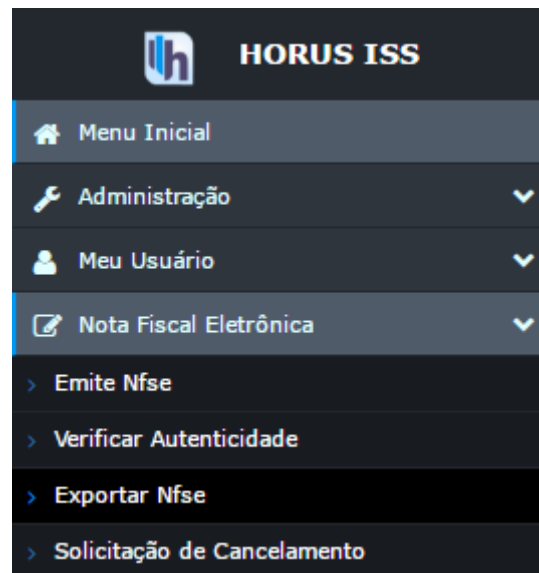 HORUS ISS
Menu Inicial
Administração
Meu Usuário
Nota Fiscal Eletrônica
Emite Nfse
Verificar Autenticidade
Exportar Nfse
Solicitação de Cancelamento